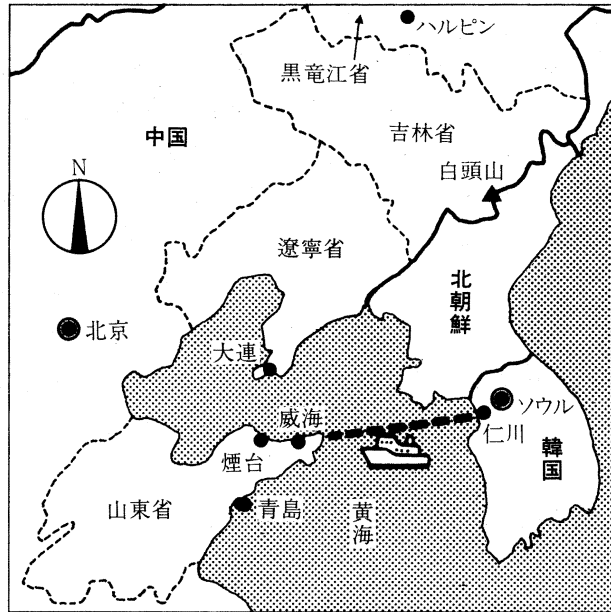 ハルピン
黒竜江省
吉林省
中国
白頭山
N
遼寧省
北朝鮮
北京
大連
ソウル
威海
仁川
煙台
韓国
山東省
青島
黄海